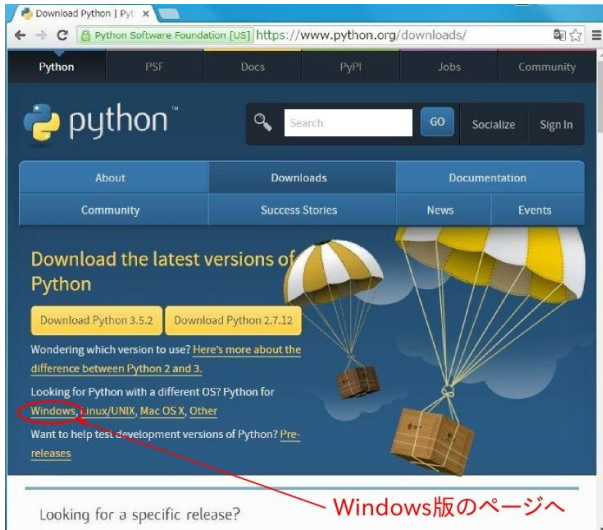 Download Python | Pyt
Python Software Foundation [US] https://www.python.org/downloads/
Python PSF Docs PyPI Jobs Community
python™
Search GO Socialize Sign In
About Downloads Documentation
Community Success Stories News Events
Download the latest versions of
Python
Download Python 3.5.2 Download Python 2.7.12
Wondering which version to use? Here's more about the
difference between Python 2 and 3.
Looking for Python with a different OS? Python for
Windows, Linux/UNIX, Mac OS X, Other
Want to help test development versions of Python? Pre-
releases
Windows版のページへ
Looking for a specific release?